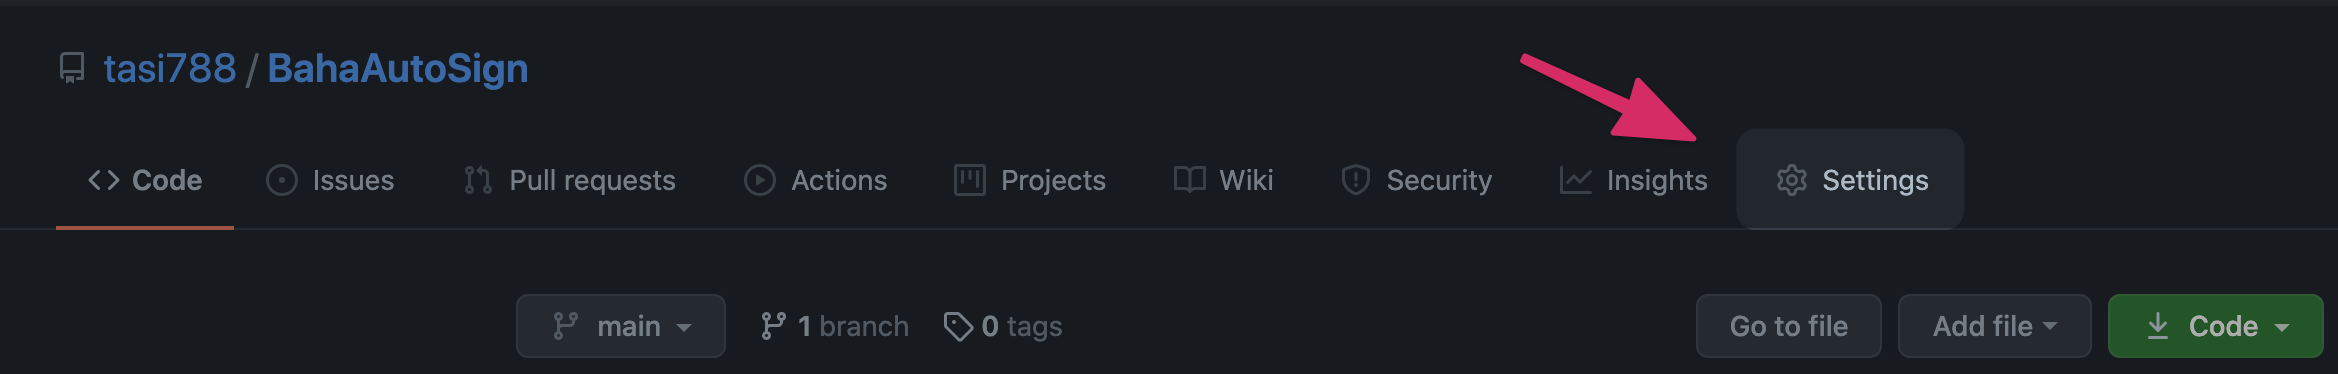 tasi788 / BahaAutoSign
Code Issues Pull requests Actions Projects Wiki Security Insights Settings
main 1 branch 0 tags Go to file Add file Code